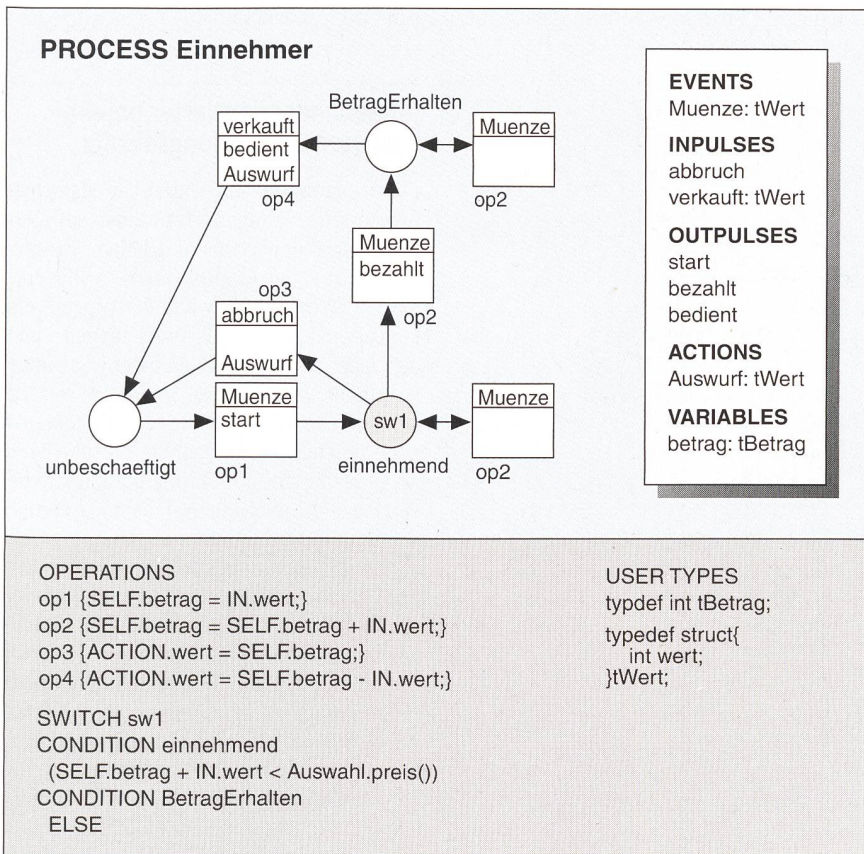 PROCESS Einnehmer
BetragErhalten
verkauft
bedient
Auswurf
op4
Muenze
op2
Muenze
bezahlt
op2
op3
abbruch
Auswurf
Muenze
start
op1
unbeschaeftigt
sw1
einnehmend
Muenze
op2
EVENTS
Muenze: tWert
INPULSES
abbruch
verkauft: tWert
OUTPULSES
start
bezahlt
bedient
ACTIONS
Auswurf: tWert
VARIABLES
betrag: tBetrag
OPERATIONS
op1 {SELF.betrag = IN.wert;}
op2 {SELF.betrag = SELF.betrag + IN.wert;}
op3 {ACTION.wert = SELF.betrag;}
op4 {ACTION.wert = SELF.betrag - IN.wert;}
SWITCH sw1
CONDITION einnehmend
(SELF.betrag + IN.wert < Auswahl.preis())
CONDITION BetragErhalten
ELSE
USER TYPES
typdef int tBetrag;
typedef struct{
int wert;
}tWert;